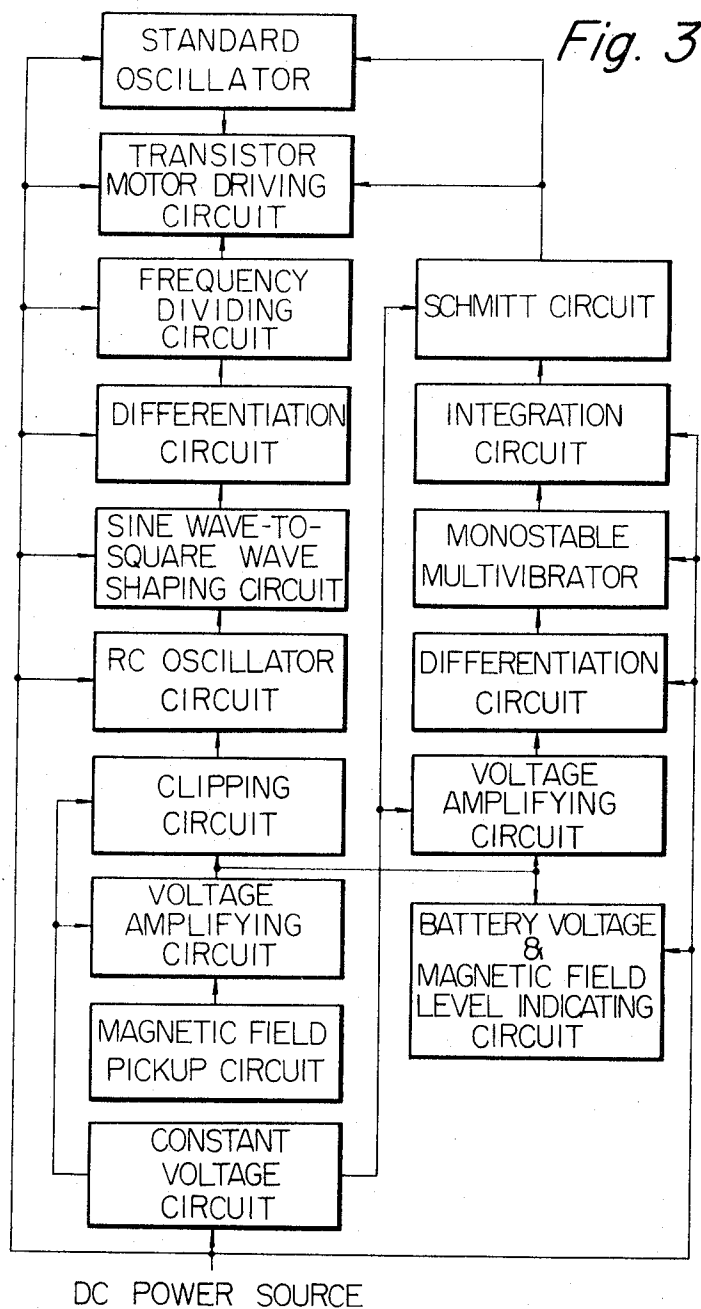 Fig. 3
STANDARD
OSCILLATOR
TRANSISTOR
MOTOR DRIVING
CIRCUIT
FREQUENCY
DIVIDING
CIRCUIT
DIFFERENTIATION
CIRCUIT
SINE WAVE-TO-
SQUARE WAVE
SHAPING CIRCUIT
RC OSCILLATOR
CIRCUIT
CLIPPING
CIRCUIT
VOLTAGE
AMPLIFYING
CIRCUIT
MAGNETIC FIELD
PICKUP CIRCUIT
CONSTANT
VOLTAGE
CIRCUIT
DC POWER SOURCE
SCHMITT CIRCUIT
INTEGRATION
CIRCUIT
MONOSTABLE
MULTIVIBRATOR
DIFFERENTIATION
CIRCUIT
VOLTAGE
AMPLIFYING
CIRCUIT
BATTERY VOLTAGE
&
MAGNETIC FIELD
LEVEL INDICATING
CIRCUIT